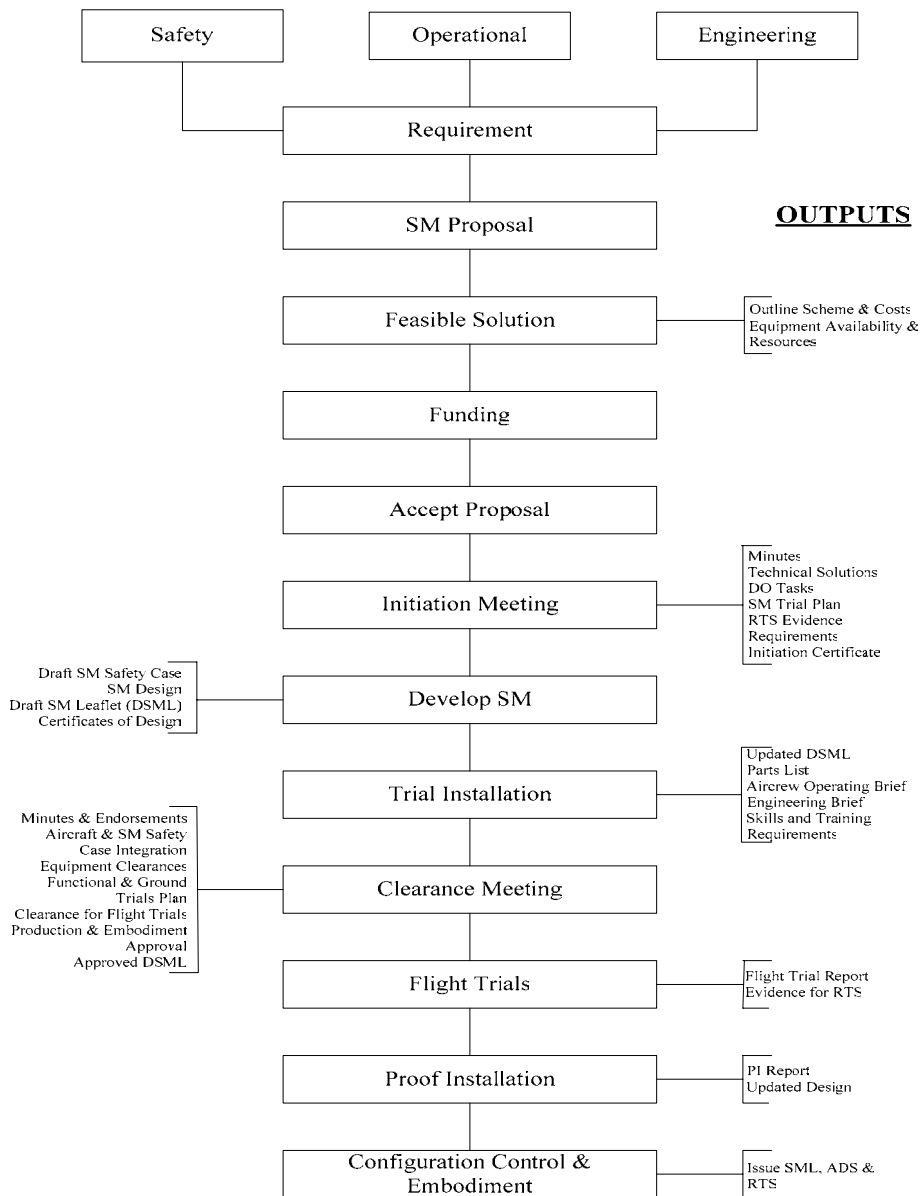 Safety
Operational
Engineering
Requirement
SM Proposal
OUTPUTS
Feasible Solution
Outline Scheme & Costs
Equipment Availability &
Resources
Funding
Accept Proposal
Initiation Meeting
Minutes
Technical Solutions
DO Tasks
SM Trial Plan
RTS Evidence
Requirements
Initiation Certificate
Draft SM Safety Case
SM Design
Draft SM Leaflet (DSML)
Certificates of Design
Develop SM
Trial Installation
Updated DSML
Parts List
Aircrew Operating Brief
Engineering Brief
Skills and Training
Requirements
Minutes & Endorsements
Aircraft & SM Safety
Case Integration
Equipment Clearances
Functional & Ground
Trials Plan
Clearance for Flight Trials
Production & Embodiment
Approval
Approved DSML
Clearance Meeting
Flight Trials
Flight Trial Report
Evidence for RTS
Proof Installation
PI Report
Updated Design
Configuration Control &
Embodiment
Issue SML, ADS &
RTS